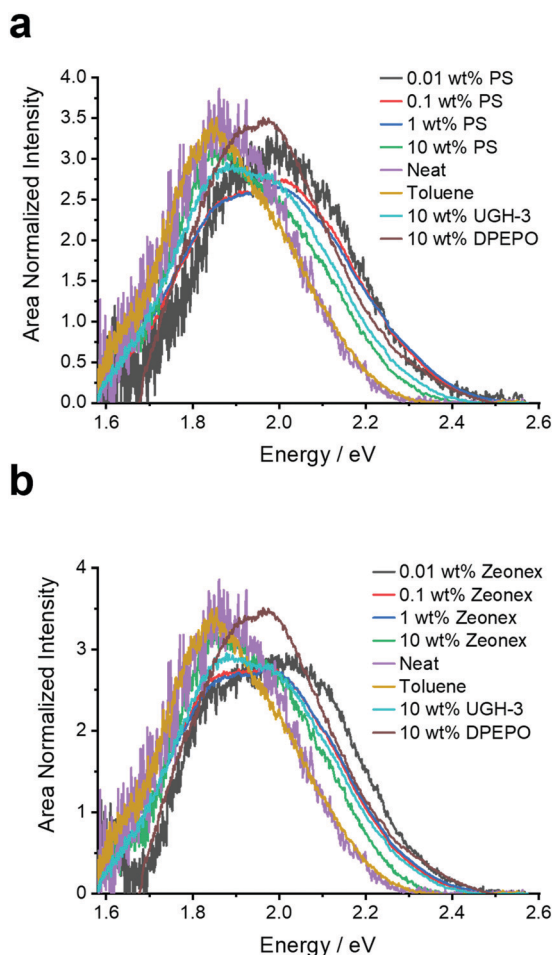 a
Area Normalized Intensity
4.0
3.5
3.0
2.5
2.0
1.5
1.0
0.5
0.0
1.6 1.8 2.0 2.2 2.4 2.6
Energy / eV
0.01 wt% PS
0.1 wt% PS
1 wt% PS
10 wt% PS
Neat
Toluene
10 wt% UGH-3
10 wt% DPEPO
b
Area Normalized Intensity
4
3
2
1
0
1.6 1.8 2.0 2.2 2.4 2.6
Energy / eV
0.01 wt% Zeonex
0.1 wt% Zeonex
1 wt% Zeonex
10 wt% Zeonex
Neat
Toluene
10 wt% UGH-3
10 wt% DPEPO